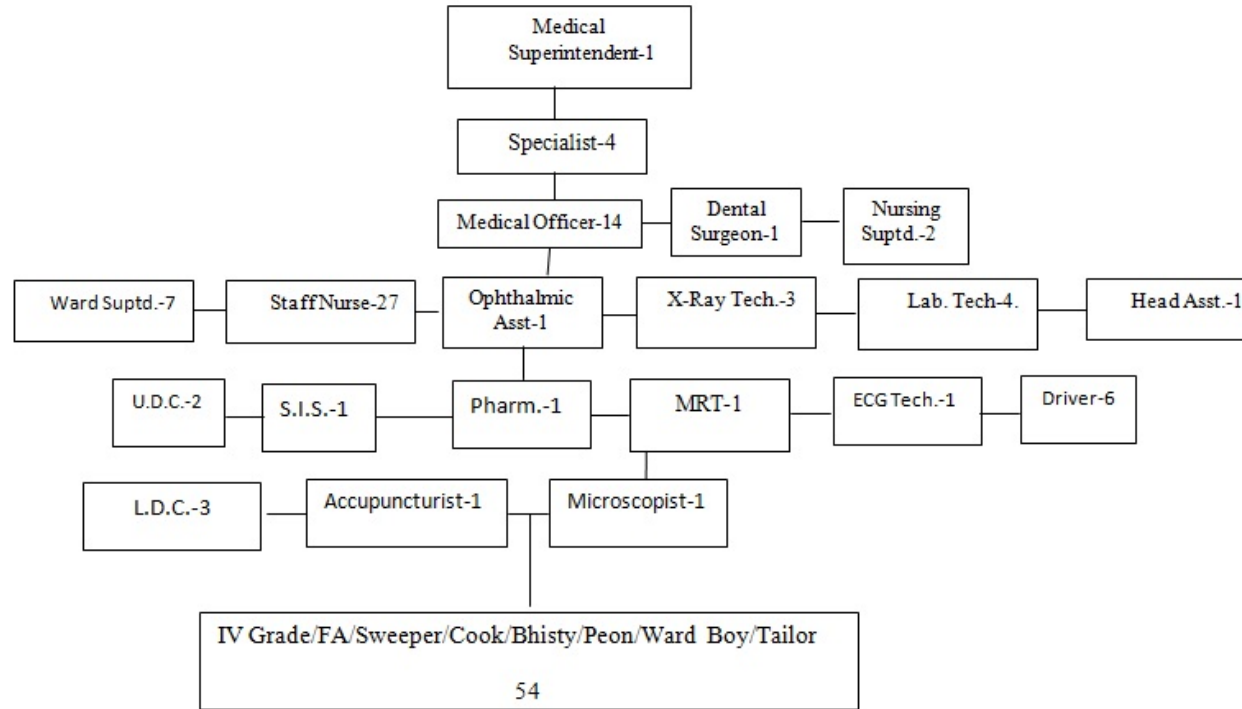 Medical
Superintendent-1
Specialist-4
Medical Officer-14
Dental
Surgeon-1
Nursing
Suptd.-2
Ward Suptd.-7
Staff Nurse-27
Ophthalmic
Asst-1
X-Ray Tech.-3
Lab. Tech-4.
Head Asst.-1
U.D.C.-2
S.I.S.-1
Pharm.-1
MRT-1
ECG Tech.-1
Driver-6
L.D.C.-3
Accupuncturist-1
Microscopist-1
IV Grade/FA/Sweeper/Cook/Bhisty/Peon/Ward Boy/Tailor
54